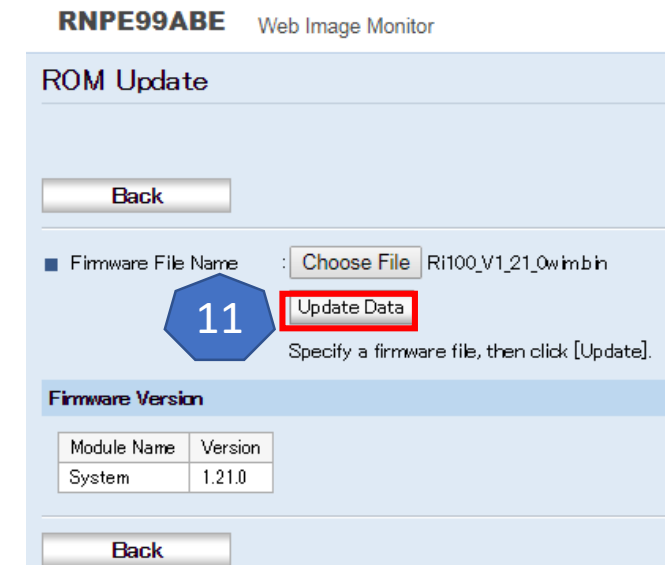 RNPE99ABE Web Image Monitor
ROM Update
Back
Firmware File Name : Choose File Ri100_V1_21_0wim.bin
11
Update Data
Specify a firmware file, then click [Update].
Firmware Version
Module Name Version
System 1.21.0
Back